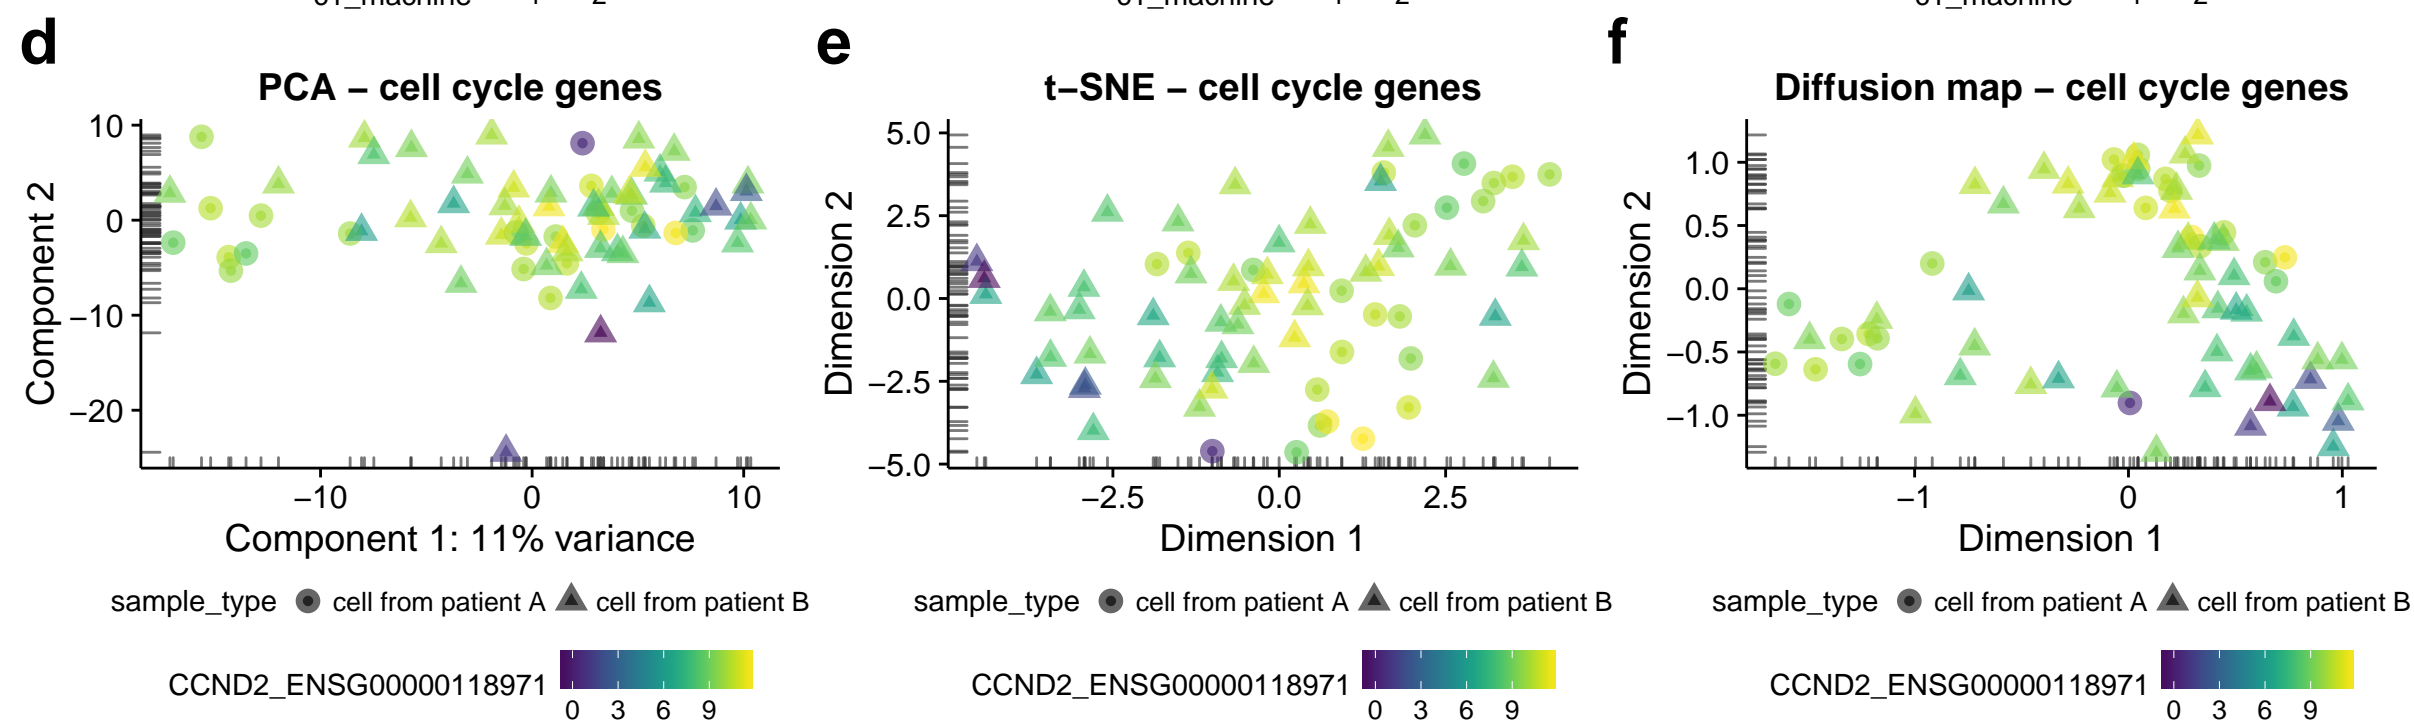 d
PCA – cell cycle genes
10
0
−10
−20
Component 2
−10 0 10
Component 1: 11% variance
sample_type cell from patient A cell from patient B
CCND2_ENSG00000118971
0 3 6 9
e
t−SNE – cell cycle genes
5.0
2.5
0.0
−2.5
−5.0
Dimension 2
−2.5 0.0 2.5
Dimension 1
sample_type cell from patient A cell from patient B
CCND2_ENSG00000118971
0 3 6 9
f
Diffusion map – cell cycle genes
1.0
0.5
0.0
−0.5
−1.0
Dimension 2
−1 0 1
Dimension 1
sample_type cell from patient A cell from patient B
CCND2_ENSG00000118971
0 3 6 9